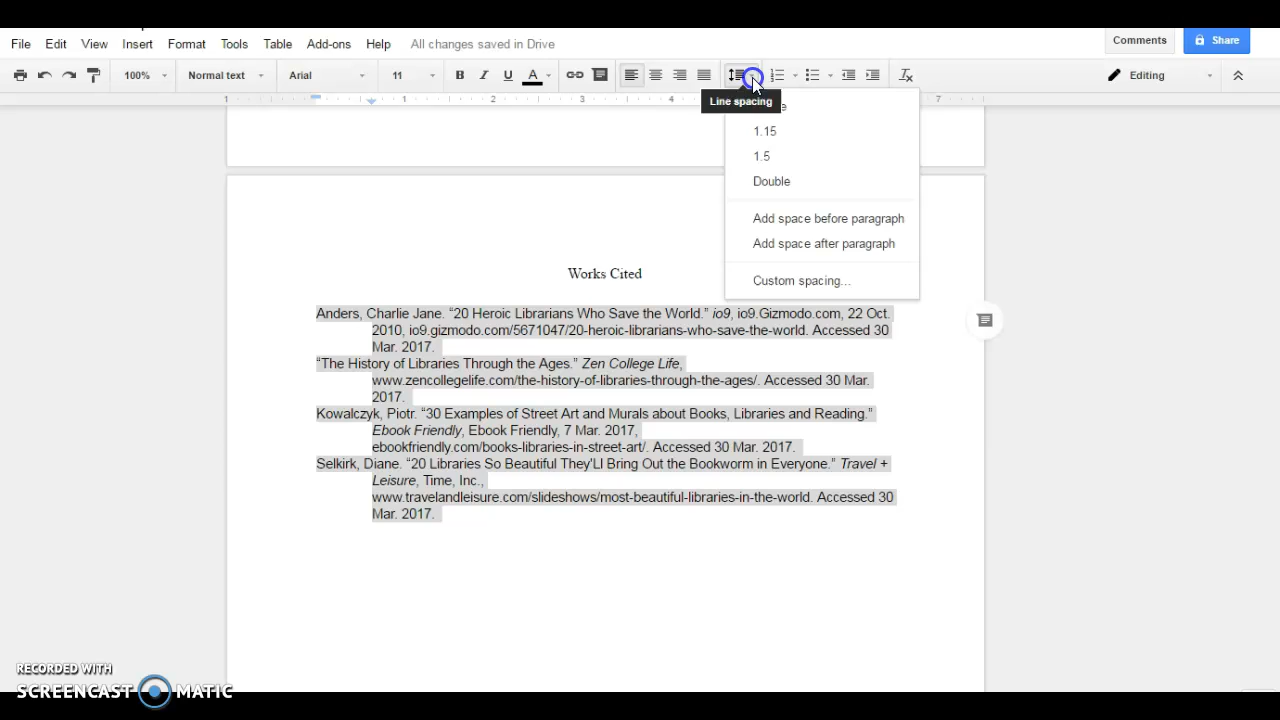 File Edit View Insert Format Tools Table Add-ons Help All changes saved in Drive
Comments Share
100% Normal text Arial 11 B I U A Editing
1 1 2 3 4 7
Line spacing
1.15
1.5
Double
Add space before paragraph
Add space after paragraph
Custom spacing...
Works Cited
Anders, Charlie Jane. “20 Heroic Librarians Who Save the World.” io9, io9.Gizmodo.com, 22 Oct.
2010, io9.gizmodo.com/5671047/20-heroic-librarians-who-save-the-world. Accessed 30
Mar. 2017.
“The History of Libraries Through the Ages.” Zen College Life,
www.zencollegelife.com/the-history-of-libraries-through-the-ages/. Accessed 30 Mar.
2017.
Kowalczyk, Piotr. “30 Examples of Street Art and Murals about Books, Libraries and Reading.”
Ebook Friendly, Ebook Friendly, 7 Mar. 2017,
ebookfriendly.com/books-libraries-in-street-art/. Accessed 30 Mar. 2017.
Selkirk, Diane. “20 Libraries So Beautiful They'Ll Bring Out the Bookworm in Everyone.” Travel +
Leisure, Time, Inc.,
www.travelandleisure.com/slideshows/most-beautiful-libraries-in-the-world. Accessed 30
Mar. 2017.
RECORDED WITH
SCREENCAST MATIC